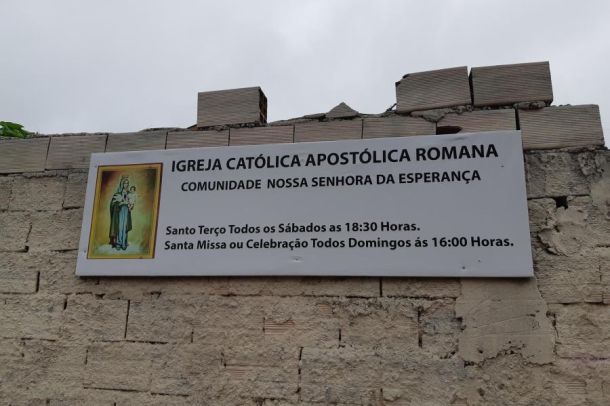 IGREJA CATÓLICA APOSTÓLICA ROMANA
COMUNIDADE NOSSA SENHORA DA ESPERANÇA
Santo Terço Todos os Sábados as 18:30 Horas.
Santa Missa ou Celebração Todos Domingos ás 16:00 Horas.